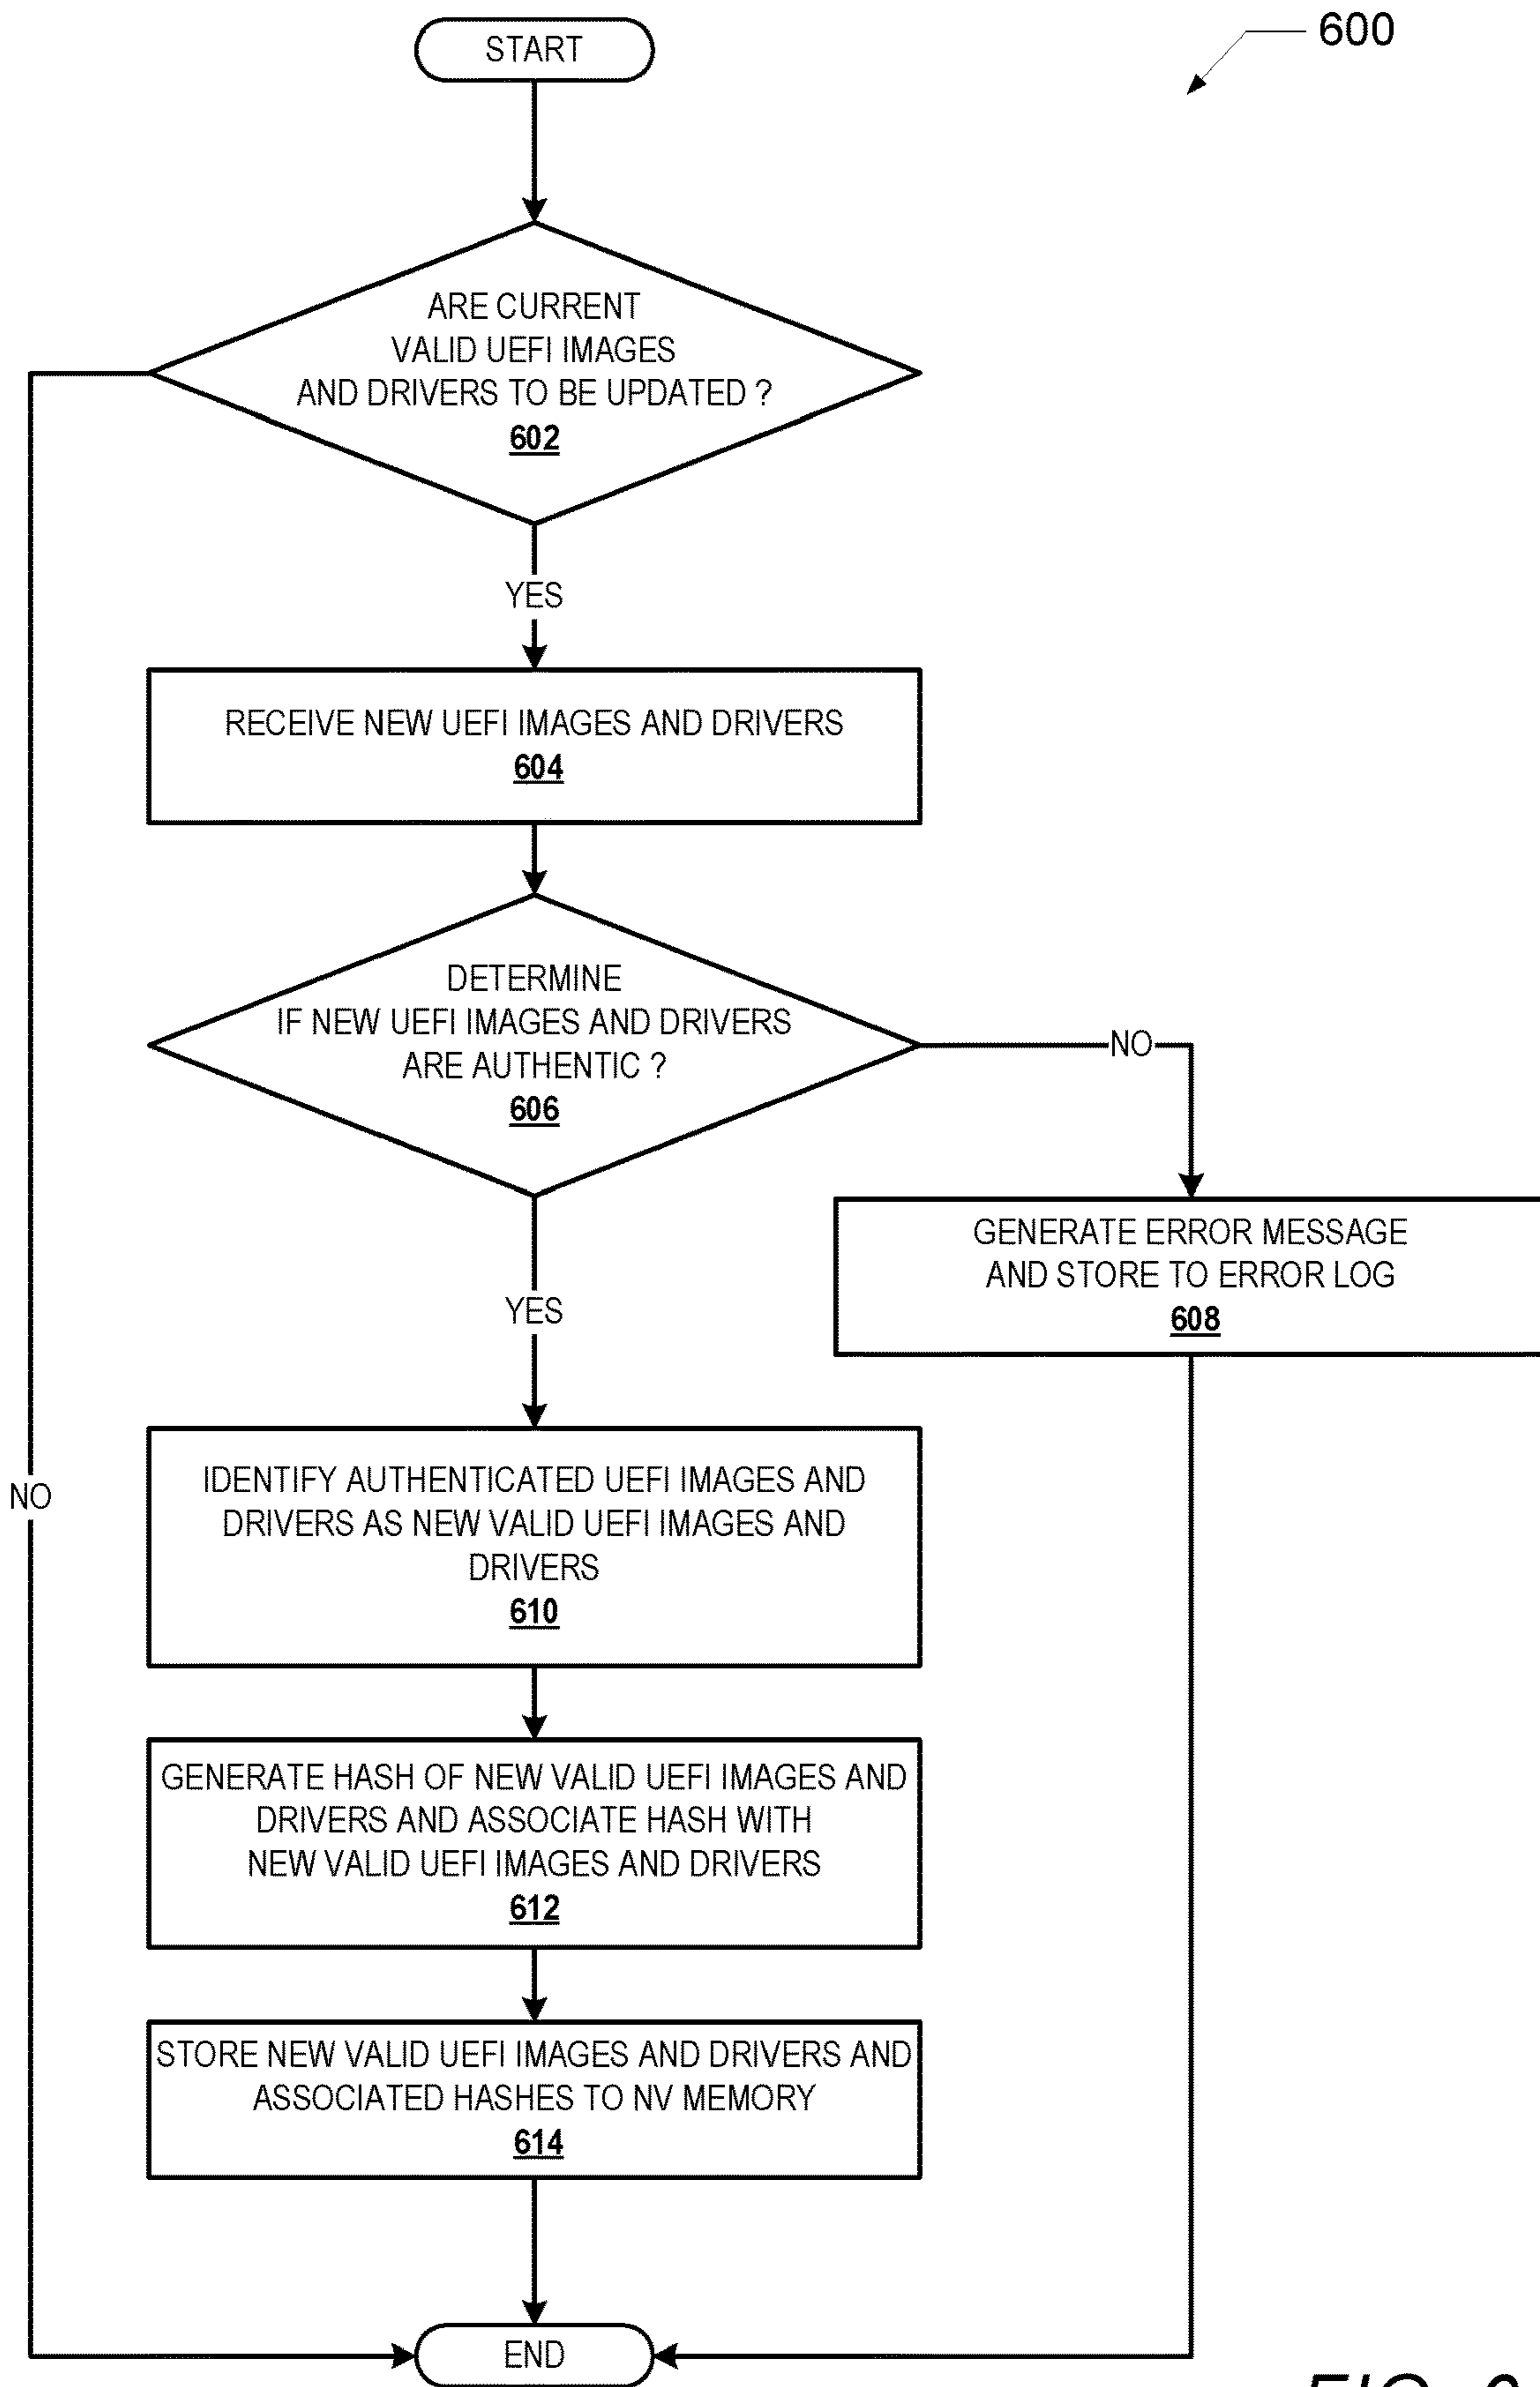 START
600
ARE CURRENT
VALID UEFI IMAGES
AND DRIVERS TO BE UPDATED ?
602
YES
RECEIVE NEW UEFI IMAGES AND DRIVERS
604
DETERMINE
IF NEW UEFI IMAGES AND DRIVERS
ARE AUTHENTIC ?
606
NO
GENERATE ERROR MESSAGE
AND STORE TO ERROR LOG
608
YES
IDENTIFY AUTHENTICATED UEFI IMAGES AND
DRIVERS AS NEW VALID UEFI IMAGES AND
DRIVERS
610
NO
GENERATE HASH OF NEW VALID UEFI IMAGES AND
DRIVERS AND ASSOCIATE HASH WITH
NEW VALID UEFI IMAGES AND DRIVERS
612
STORE NEW VALID UEFI IMAGES AND DRIVERS AND
ASSOCIATED HASHES TO NV MEMORY
614
END